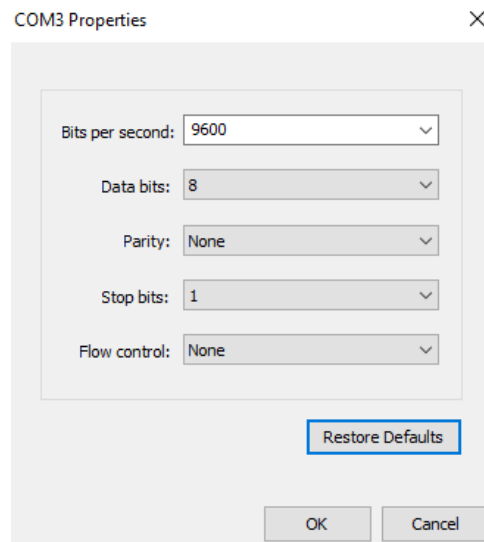 COM3 Properties
Bits per second: 9600
Data bits: 8
Parity: None
Stop bits: 1
Flow control: None
Restore Defaults
OK Cancel